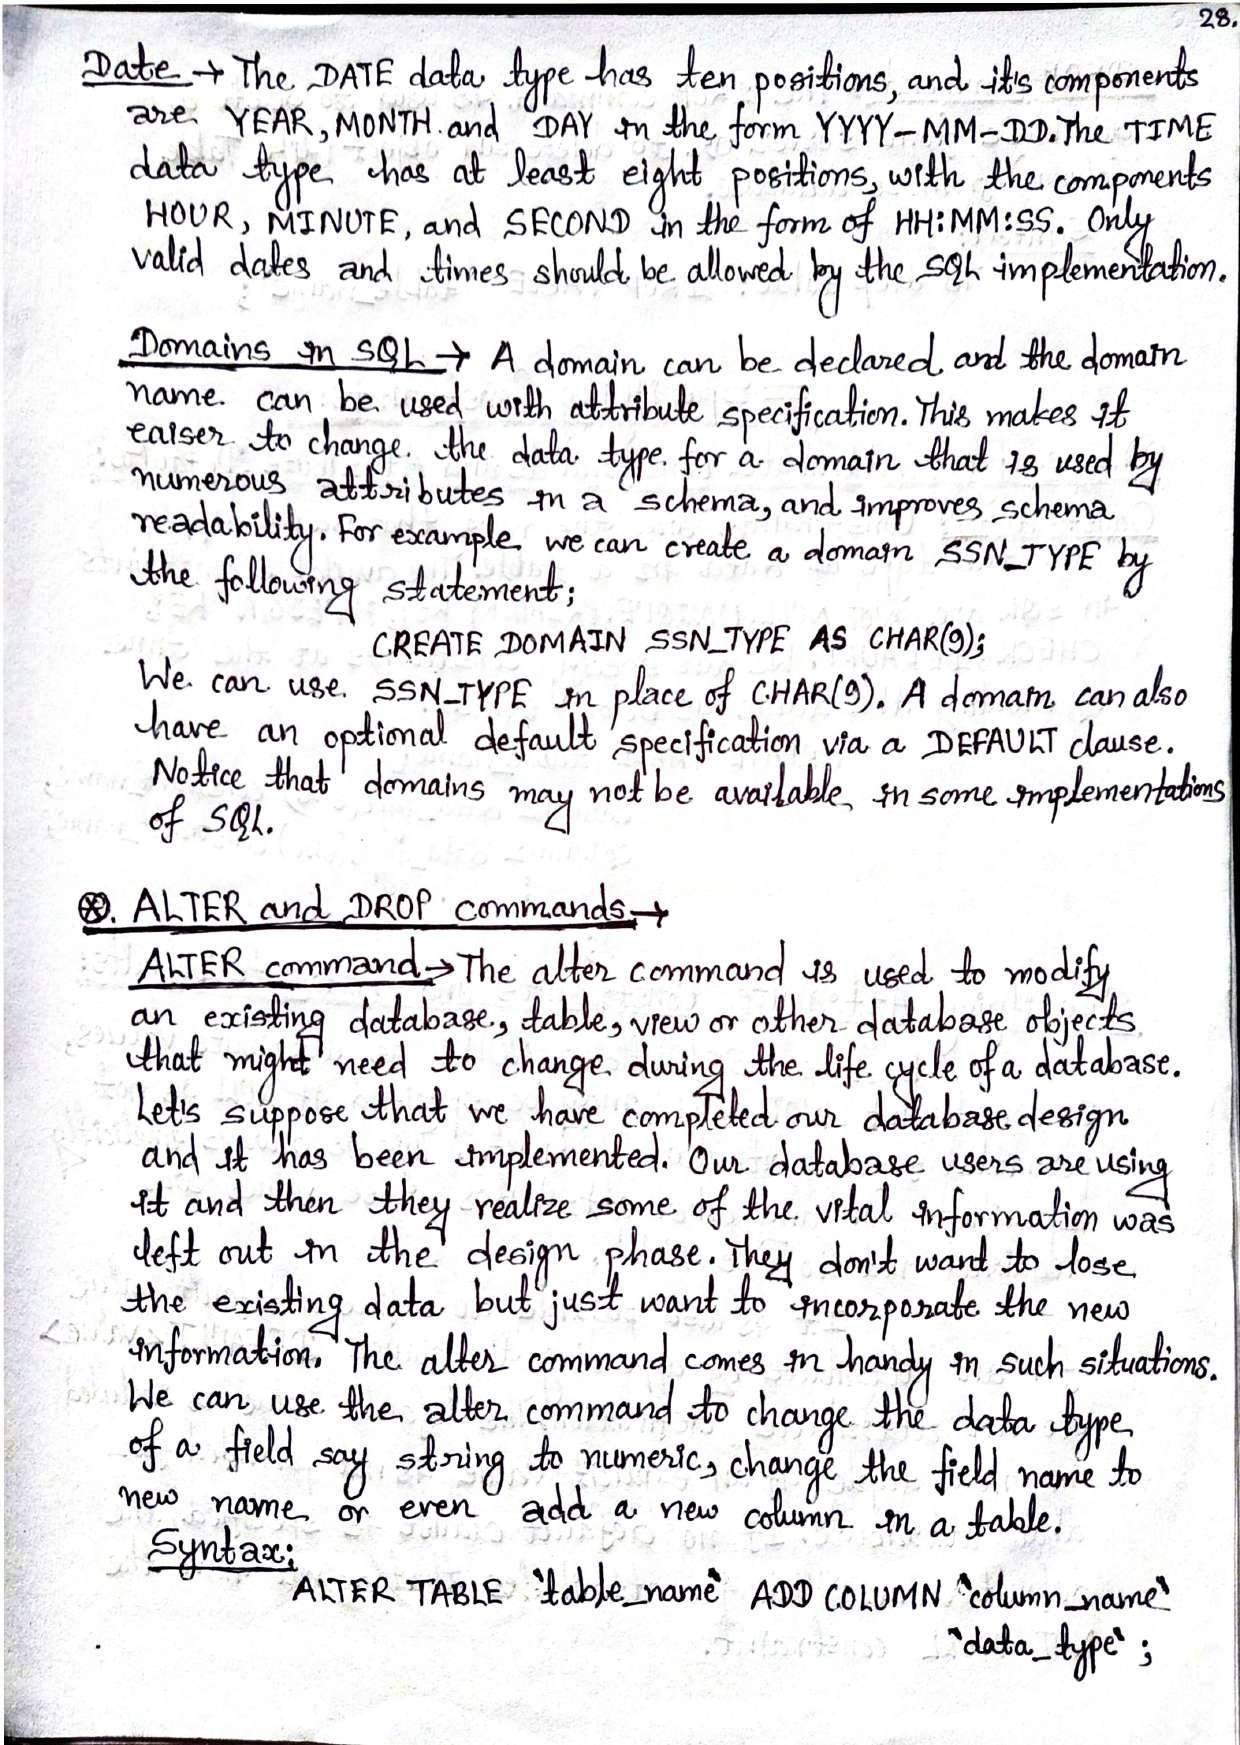 28.
Date → The DATE data type has ten positions, and it's components
are YEAR, MONTH and DAY in the form YYYY-MM-DD. The TIME
data type has at least eight positions, with the components
HOUR, MINUTE, and SECOND in the form of HH:MM:SS. Only
valid dates and times should be allowed by the SQL implementation.
Domains in SQL → A domain can be declared and the domain
name can be used with attribute specification. This makes it
eaiser to change the data type for a domain that is used by
numerous attributes in a schema, and improves schema
readability. For example we can create a domain SSN_TYPE by
the following statement;
CREATE DOMAIN SSN_TYPE AS CHAR(9);
We can use SSN_TYPE in place of CHAR(9). A domain can also
have an optional default specification via a DEFAULT clause.
Notice that domains may not be available in some implementations
of SQL.
⊛. ALTER and DROP commands →
ALTER command → The alter command is used to modify
an existing database, table, view or other database objects
that might need to change during the life cycle of a database.
Let's suppose that we have completed our database design
and it has been implemented. Our database users are using
it and then they realize some of the vital information was
left out in the design phase. They don't want to lose
the existing data but just want to incorporate the new
information. The alter command comes in handy in such situations.
We can use the alter command to change the data type
of a field say string to numeric, change the field name to
new name or even add a new column in a table.
Syntax:
ALTER TABLE `table_name` ADD COLUMN `column_name`
`data_type` ;